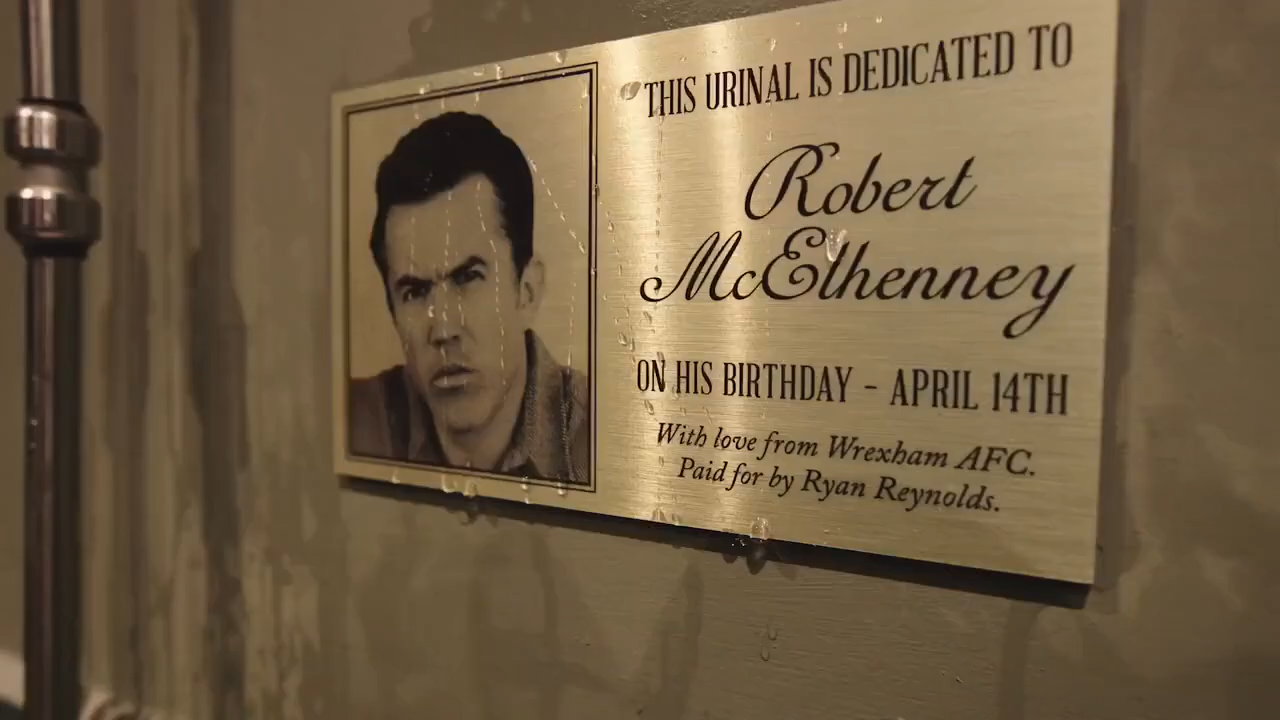 THIS URINAL IS DEDICATED TO
Robert
McElhenney
ON HIS BIRTHDAY - APRIL 14TH
With love from Wrexham AFC.
Paid for by Ryan Reynolds.